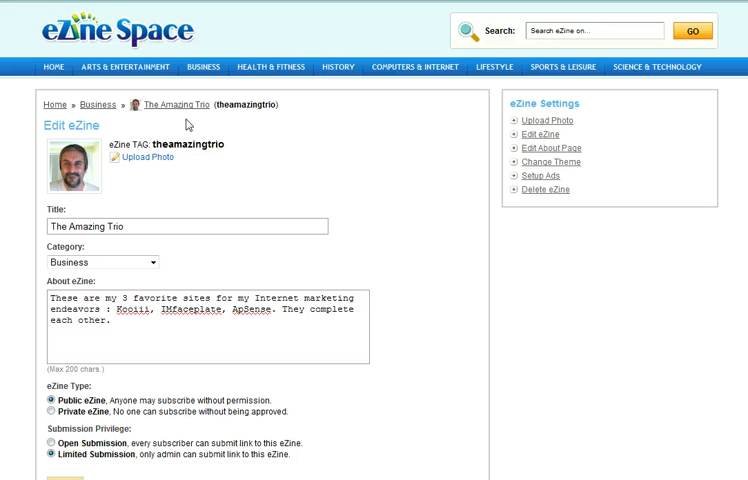 eZine Space
Search: Search eZine on... GO
HOME ARTS & ENTERTAINMENT BUSINESS HEALTH & FITNESS HISTORY COMPUTERS & INTERNET LIFESTYLE SPORTS & LEISURE SCIENCE & TECHNOLOGY
Home » Business » The Amazing Trio (theamazingtrio)
Edit eZine
eZine TAG: theamazingtrio
Upload Photo
Title:
The Amazing Trio
Category:
Business
About eZine:
These are my 3 favorite sites for my Internet marketing
endeavors : Kooiii, IMfaceplate, ApSense. They complete
each other.
(Max 200 chars.)
eZine Type:
Public eZine, Anyone may subscribe without permission.
Private eZine, No one can subscribe without being approved.
Submission Privilege:
Open Submission, every subscriber can submit link to this eZine.
Limited Submission, only admin can submit link to this eZine.
eZine Settings
Upload Photo
Edit eZine
Edit About Page
Change Theme
Setup Ads
Delete eZine